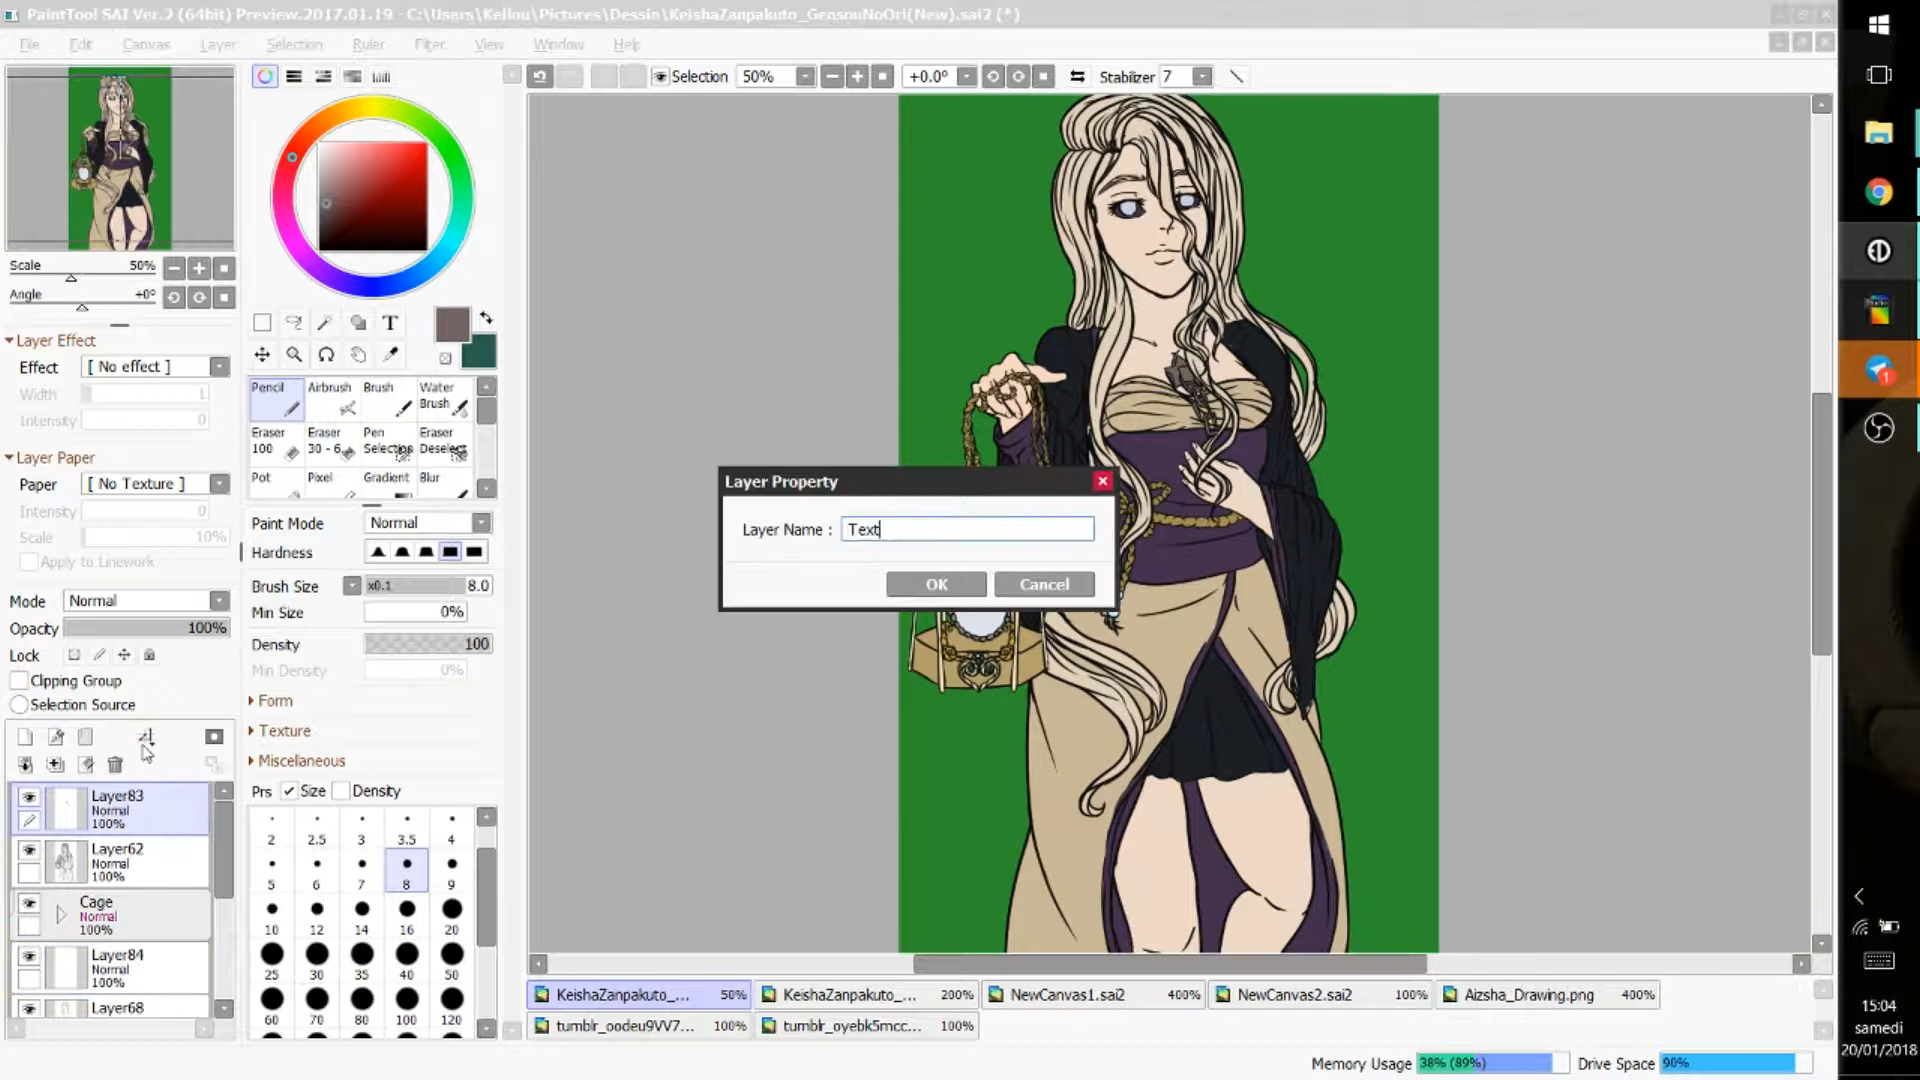 PaintTool SAI Ver.2 (64bit) Preview.2017.01.19 - C:\Users\Kellou\Pictures\Dessin\KeishaZanpakuto_GensouNoOri(New).sai2 (*)
File Edit Canvas Layer Selection Ruler Filter View Window Help
Selection 50% +0.0° Stabilizer 7
Scale 50%
Angle +0°
Layer Effect
Effect [ No effect ]
Width 1
Intensity 0
Layer Paper
Paper [ No Texture ]
Intensity 0
Scale 10%
Apply to Linework
Mode Normal
Opacity 100%
Lock
Clipping Group
Selection Source
Layer83
Normal
100%
Layer62
Normal
100%
Cage
Normal
100%
Layer84
Normal
100%
Layer68
T
Pencil Airbrush Brush Water Brush
Eraser 100 Eraser 30 - 6 Pen Selection Eraser Deselect
Pot Pixel Gradient Blur
Paint Mode Normal
Hardness
Brush Size x0.1 8.0
Min Size 0%
Density 100
Min Density 0%
Form
Texture
Miscellaneous
Prs Size Density
2 2.5 3 3.5 4
5 6 7 8 9
10 12 14 16 20
25 30 35 40 50
60 70 80 100 120
Layer Property
Layer Name : Text
OK Cancel
KeishaZanpakuto_... 50% KeishaZanpakuto_... 200% NewCanvas1.sai2 400% NewCanvas2.sai2 100% Aizsha_Drawing.png 400%
tumblr_oodeu9VV7... 100% tumblr_oyebk5mcc... 100%
Memory Usage 38% (89%) Drive Space 90%
1
15:04
samedi
20/01/2018